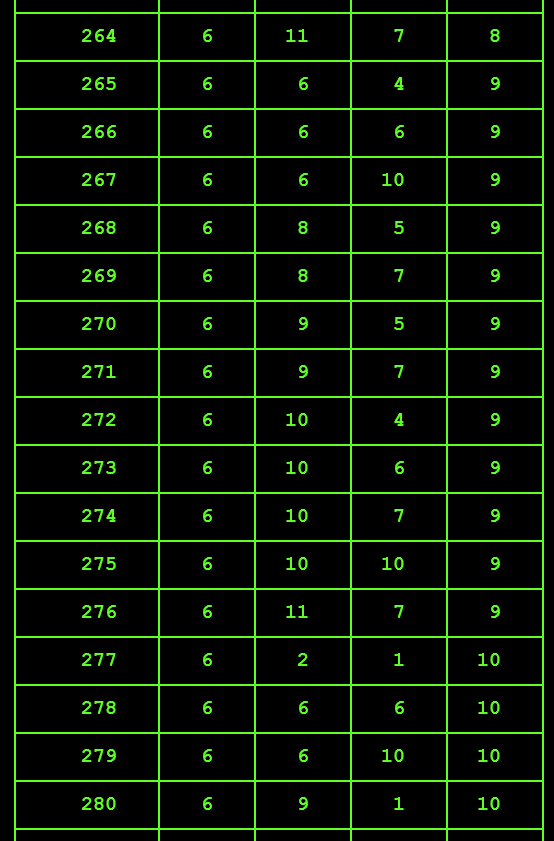 264 6 11 7 8
265 6 6 4 9
266 6 6 6 9
267 6 6 10 9
268 6 8 5 9
269 6 8 7 9
270 6 9 5 9
271 6 9 7 9
272 6 10 4 9
273 6 10 6 9
274 6 10 7 9
275 6 10 10 9
276 6 11 7 9
277 6 2 1 10
278 6 6 6 10
279 6 6 10 10
280 6 9 1 10